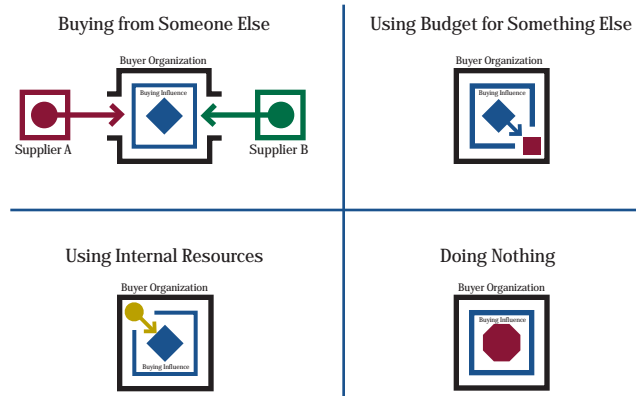 Buying from Someone Else
Buyer Organization
Buying Influence
Supplier A
Supplier B
Using Budget for Something Else
Buyer Organization
Buying Influence
Using Internal Resources
Buyer Organization
Buying Influence
Doing Nothing
Buyer Organization
Buying Influence